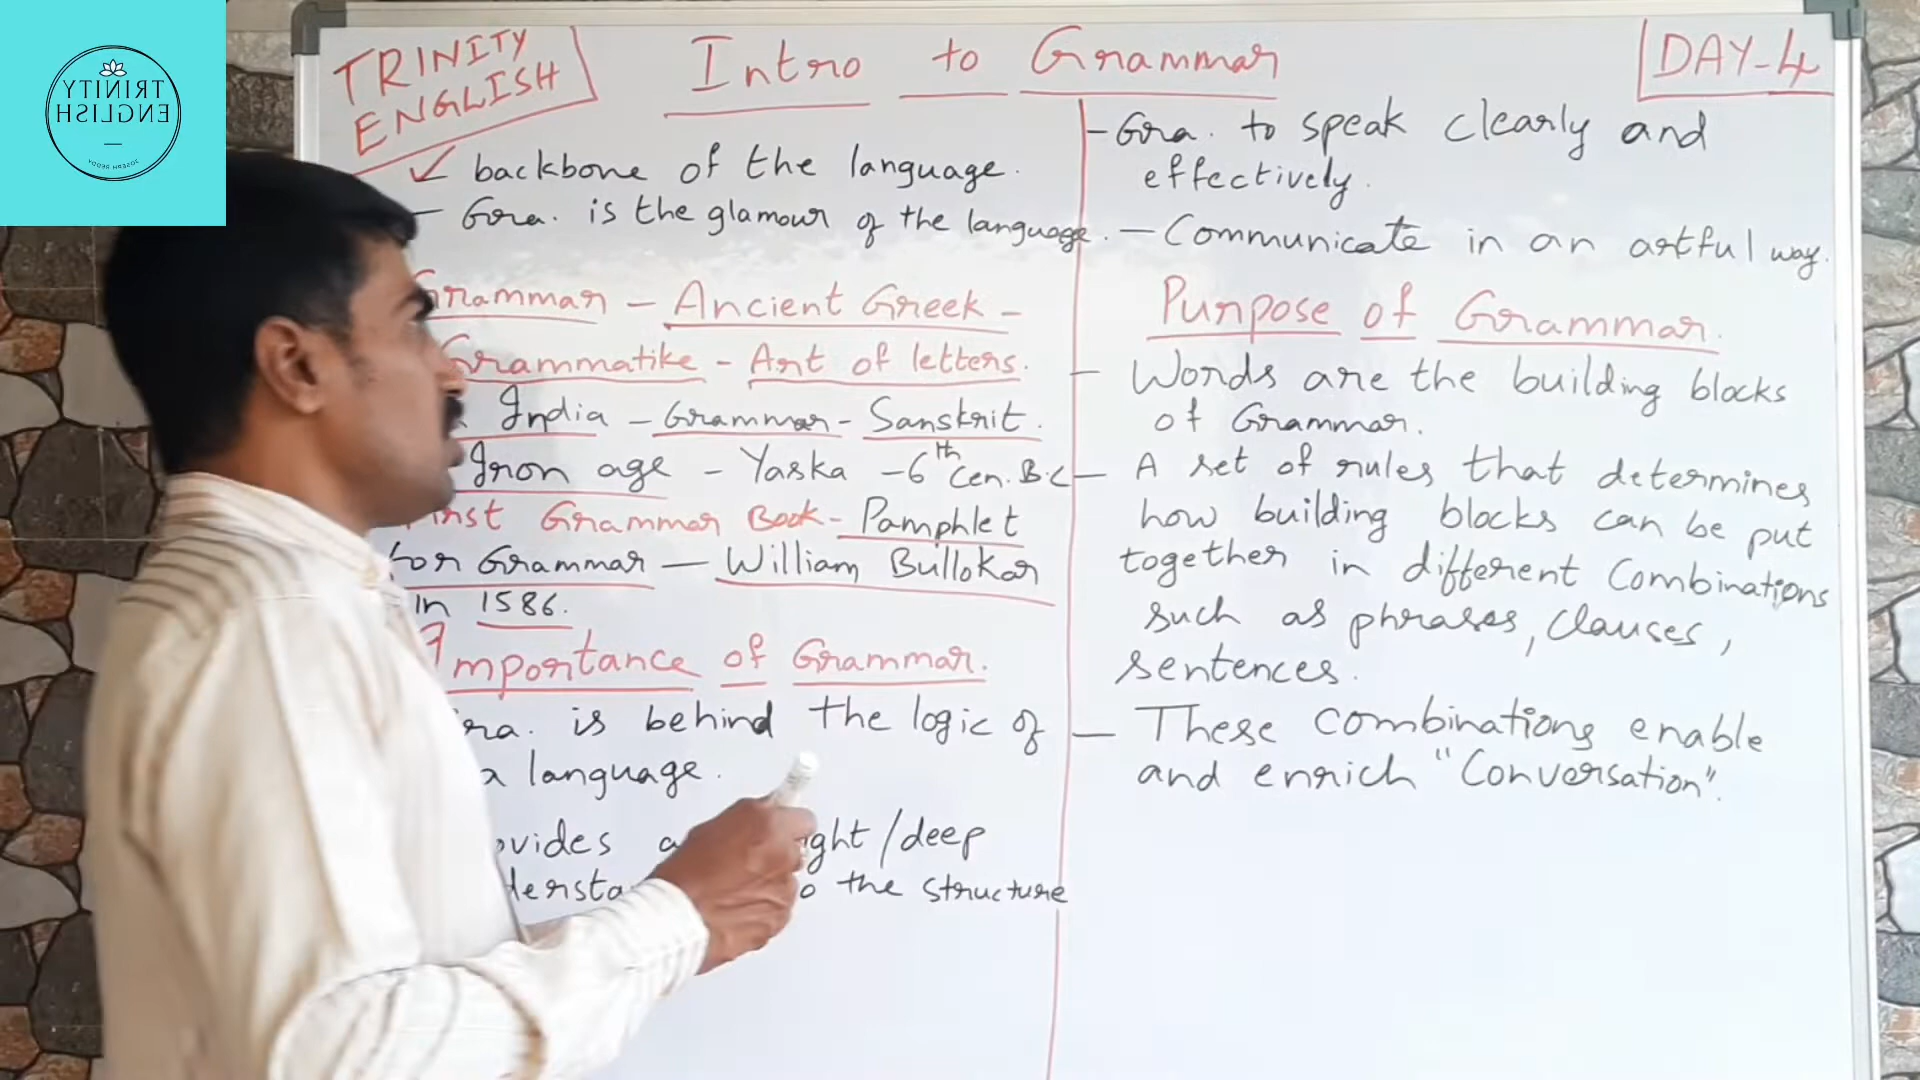 TRINITY
ENGLISH
TRINITY
ENGLISH
JOSEPH REDDY
Intro to Grammar
DAY-4
✓ backbone of the language.
- Gra. is the glamour of the language.
Grammar - Ancient Greek -
Grammatike - Art of letters.
India - Grammar - Sanskrit.
Iron age - Yaska - 6th Cen. B.C
First Grammar Book - Pamphlet
for Grammar - William Bullokar
in 1586.
Importance of Grammar.
Gra. is behind the logic of
a language.
/deep
the structure
- Gra. to speak clearly and
effectively.
- Communicate in an artful way.
Purpose of Grammar.
- Words are the building blocks
of Grammar.
- A set of rules that determines
how building blocks can be put
together in different Combinations
such as phrases, clauses,
sentences.
- These combinations enable
and enrich "Conversation".